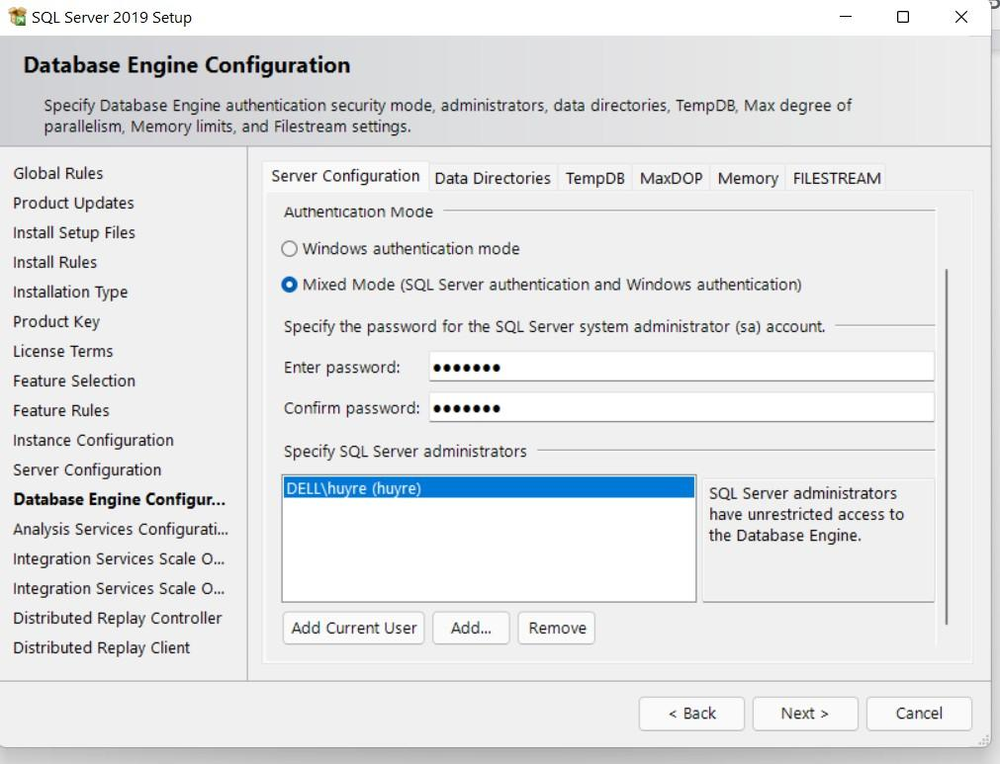 SQL Server 2019 Setup
Database Engine Configuration
Specify Database Engine authentication security mode, administrators, data directories, TempDB, Max degree of
parallelism, Memory limits, and Filestream settings.
Global Rules
Product Updates
Install Setup Files
Install Rules
Installation Type
Product Key
License Terms
Feature Selection
Feature Rules
Instance Configuration
Server Configuration
Database Engine Configur...
Analysis Services Configurati...
Integration Services Scale O...
Integration Services Scale O...
Distributed Replay Controller
Distributed Replay Client
Server Configuration Data Directories TempDB MaxDOP Memory FILESTREAM
Authentication Mode
Windows authentication mode
Mixed Mode (SQL Server authentication and Windows authentication)
Specify the password for the SQL Server system administrator (sa) account.
Enter password: ●●●●●●●
Confirm password: ●●●●●●●
Specify SQL Server administrators
DELL\huyre (huyre)
SQL Server administrators
have unrestricted access to
the Database Engine.
Add Current User Add... Remove
< Back Next > Cancel